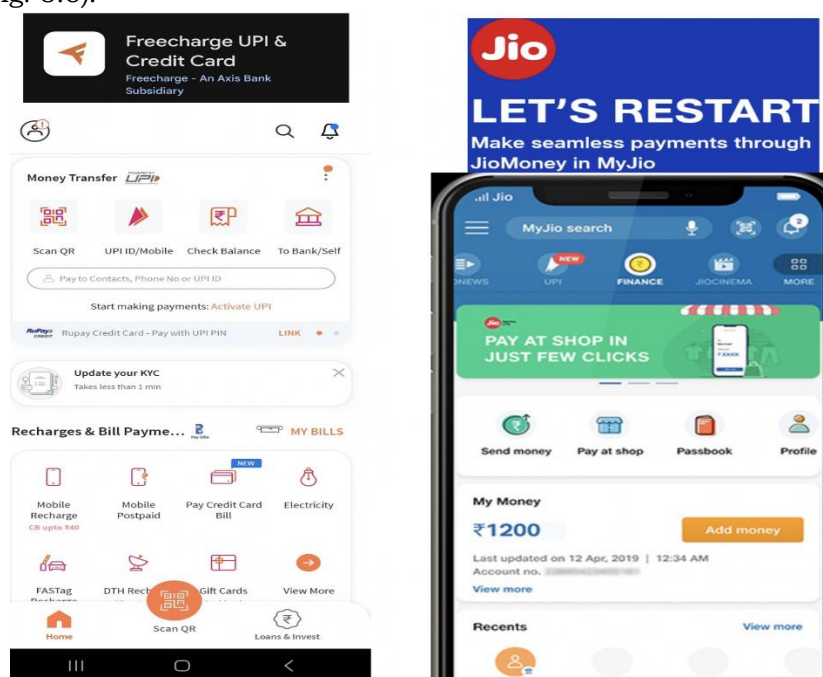 Freecharge UPI &
Credit Card
Freecharge - An Axis Bank
Subsidiary
Money Transfer UPI
Scan QR UPI ID/Mobile Check Balance To Bank/Self
Pay to Contacts, Phone No or UPI ID
Start making payments: Activate UPI
RuPay Rupay Credit Card - Pay with UPI PIN LINK
CREDIT
Update your KYC
Takes less than 1 min
Recharges & Bill Payme... MY BILLS
NEW
Mobile Mobile Pay Credit Card Electricity
Recharge Postpaid Bill
CB upto ₹40
FASTag DTH Rech Gift Cards View More
Recharge
Home Scan QR Loans & Invest
Jio
LET'S RESTART
Make seamless payments through
JioMoney in MyJio
Jio
MyJio search 2
NEW
ONEWS UPI FINANCE JIOCINEMA MORE
Jio
PAY AT SHOP IN
JUST FEW CLICKS
Send money Pay at shop Passbook Profile
My Money
₹1200 Add money
Last updated on 12 Apr, 2019 | 12:34 AM
Account no.
View more
Recents View more